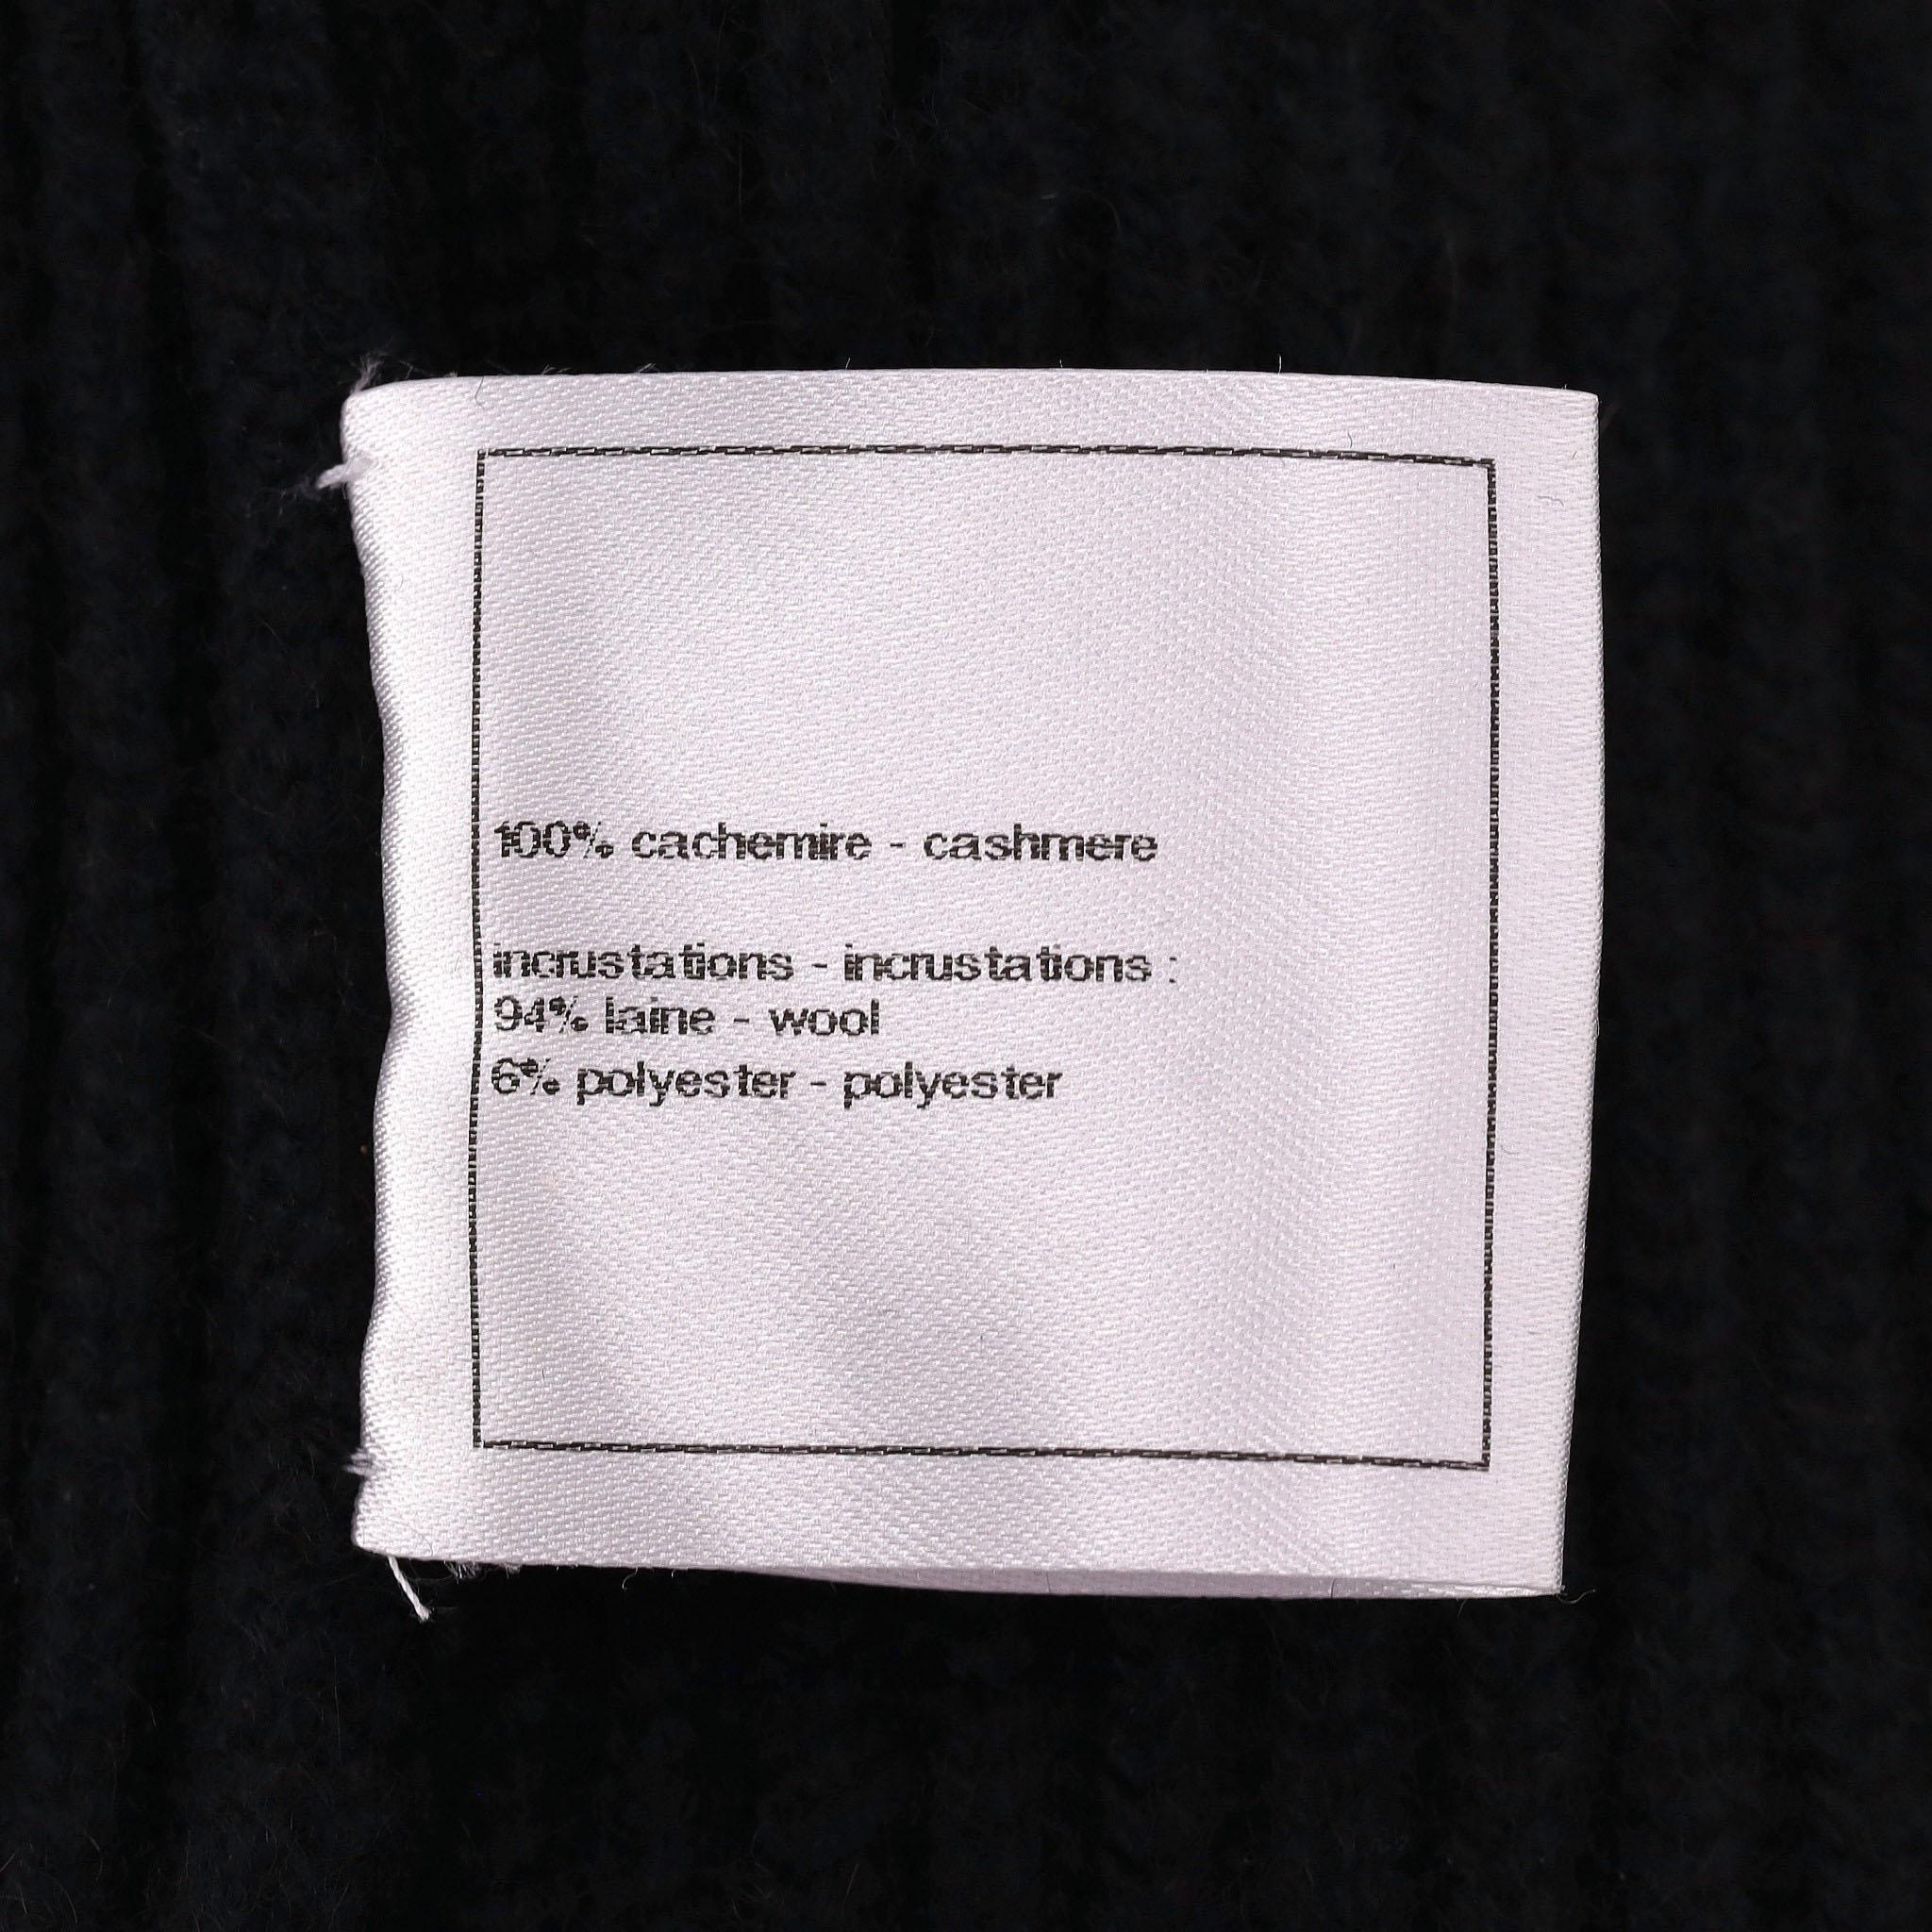 100% cachemire - cashmere
incrustations - incrustations :
94% laine - wool
6% polyester - polyester